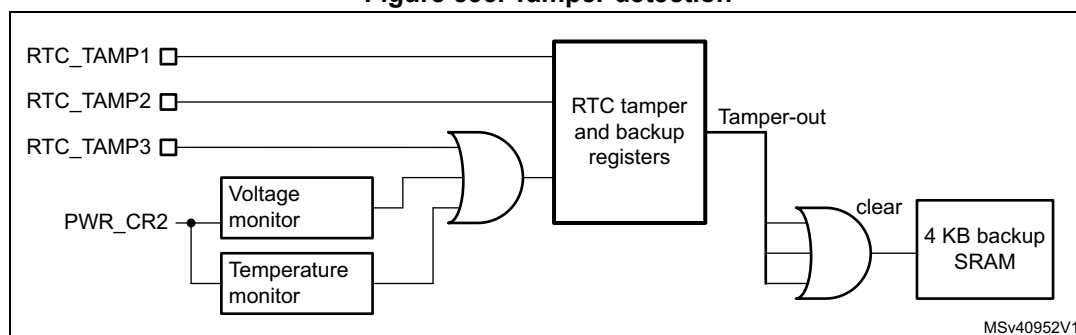 RTC_TAMP1
RTC_TAMP2
RTC_TAMP3
PWR_CR2
Voltage
monitor
Temperature
monitor
RTC tamper
and backup
registers
Tamper-out
clear
4 KB backup
SRAM
MSv40952V1